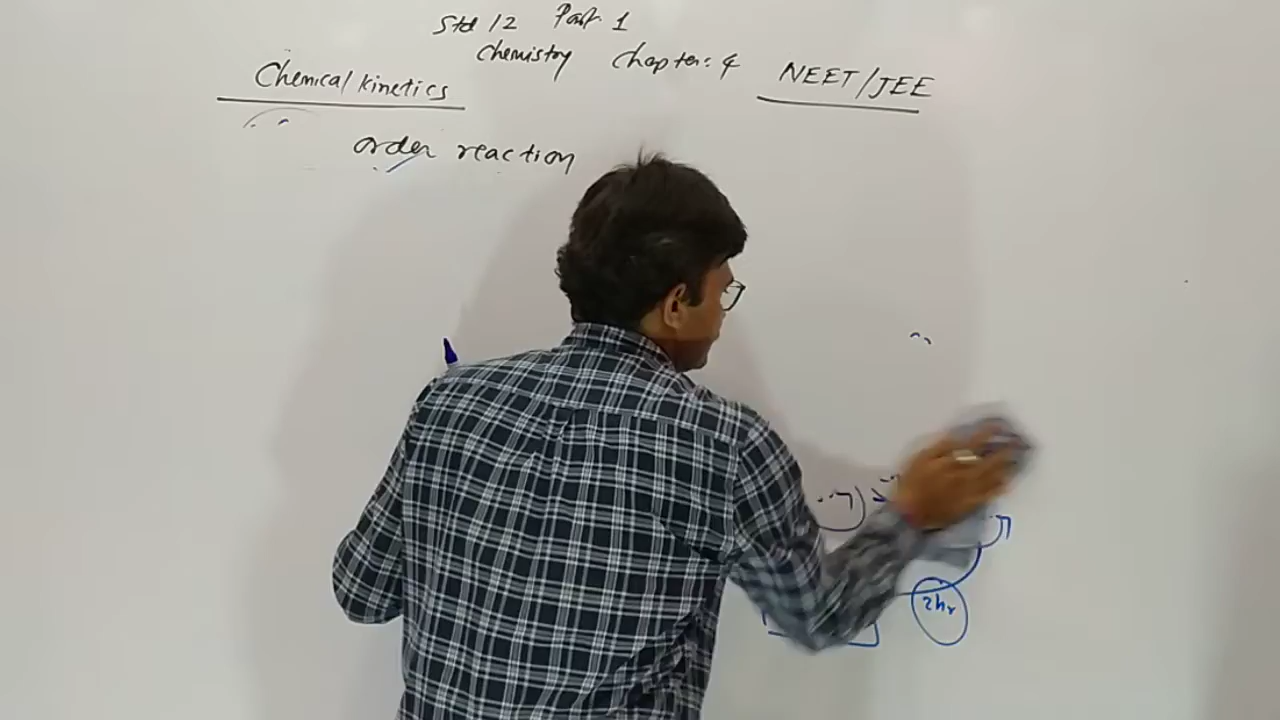 Std 12 Part 1
Chemistry Chapter: 4
NEET/JEE
Chemical kinetics
order reaction
2hr